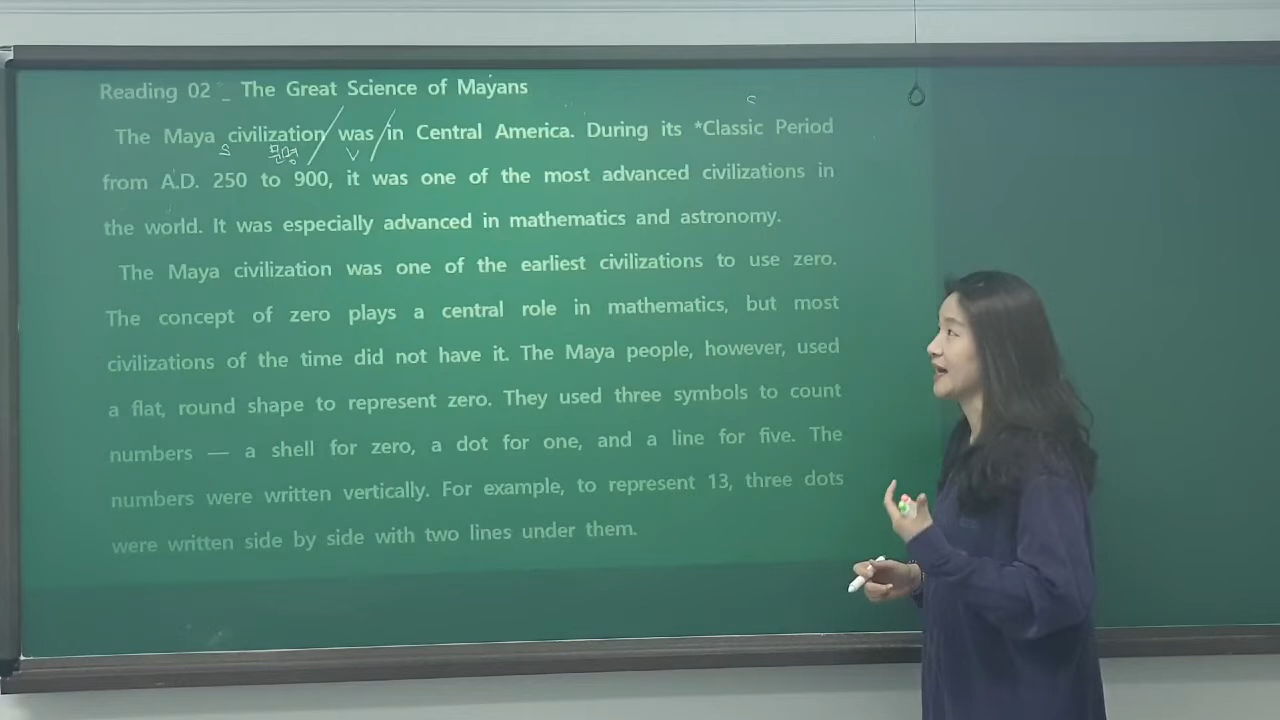 Reading 02 _ The Great Science of Mayans
The Maya civilization / was / in Central America. During its *Classic Period
S 문명 V
from A.D. 250 to 900, it was one of the most advanced civilizations in
the world. It was especially advanced in mathematics and astronomy.
The Maya civilization was one of the earliest civilizations to use zero.
The concept of zero plays a central role in mathematics, but most
civilizations of the time did not have it. The Maya people, however, used
a flat, round shape to represent zero. They used three symbols to count
numbers — a shell for zero, a dot for one, and a line for five. The
numbers were written vertically. For example, to represent 13, three dots
were written side by side with two lines under them.